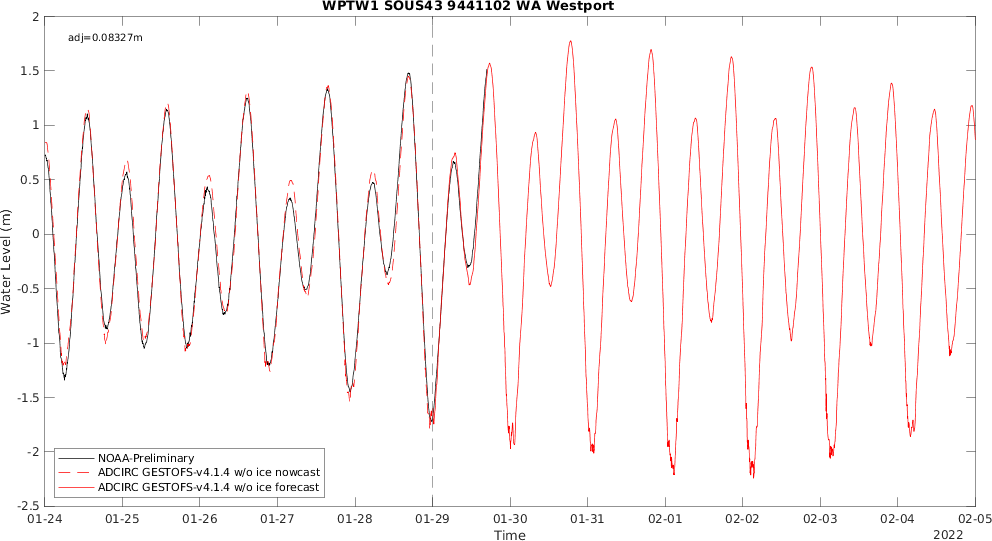 WPTW1 SOUS43 9441102 WA Westport
adj=0.08327m
2
1.5
1
0.5
0
-0.5
-1
-1.5
-2
-2.5
Water Level (m)
NOAA-Preliminary
ADCIRC GESTOFS-v4.1.4 w/o ice nowcast
ADCIRC GESTOFS-v4.1.4 w/o ice forecast
01-24 01-25 01-26 01-27 01-28 01-29 01-30 01-31 02-01 02-02 02-03 02-04 02-05
Time
2022